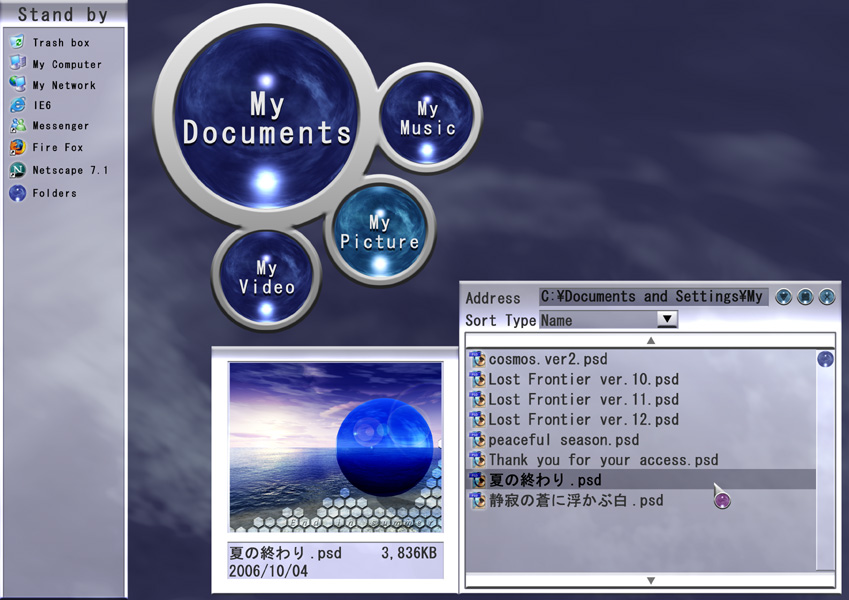 Stand by
Trash box
My Computer
My Network
IE6
Messenger
Fire Fox
Netscape 7.1
Folders
My
Documents
My
Music
My
Picture
My
Video
Address C:¥Documents and Settings¥My
Sort Type Name
cosmos.ver2.psd
Lost Frontier ver.10.psd
Lost Frontier ver.11.psd
Lost Frontier ver.12.psd
peaceful season.psd
Thank you for your access.psd
夏の終わり.psd
静寂の蒼に浮かぶ白.psd
夏の終わり.psd 3,836KB
2006/10/04